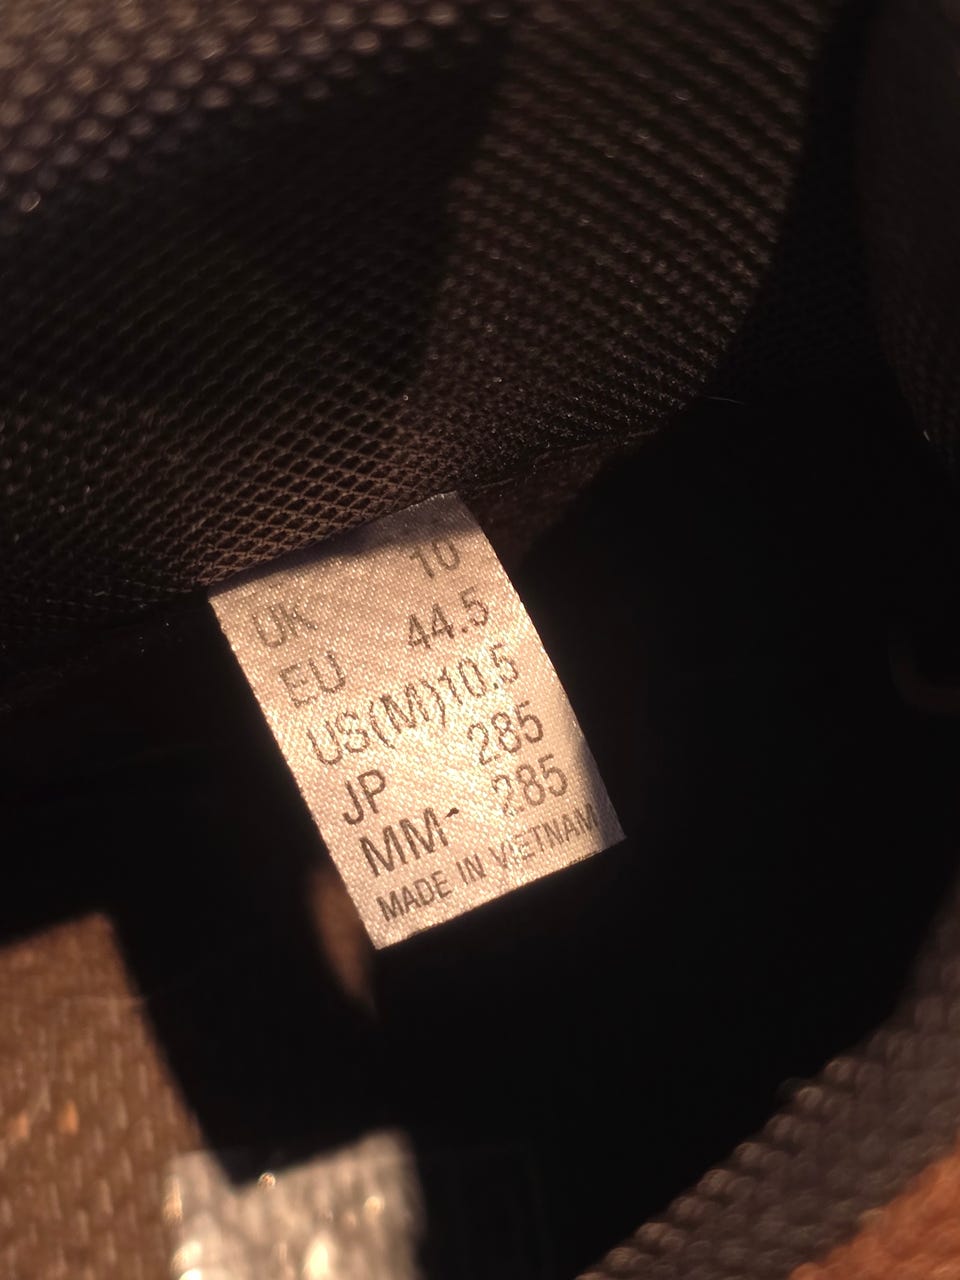 UK 10
EU 44.5
US(M)10.5
JP 285
MM- 285
MADE IN VIETNAM